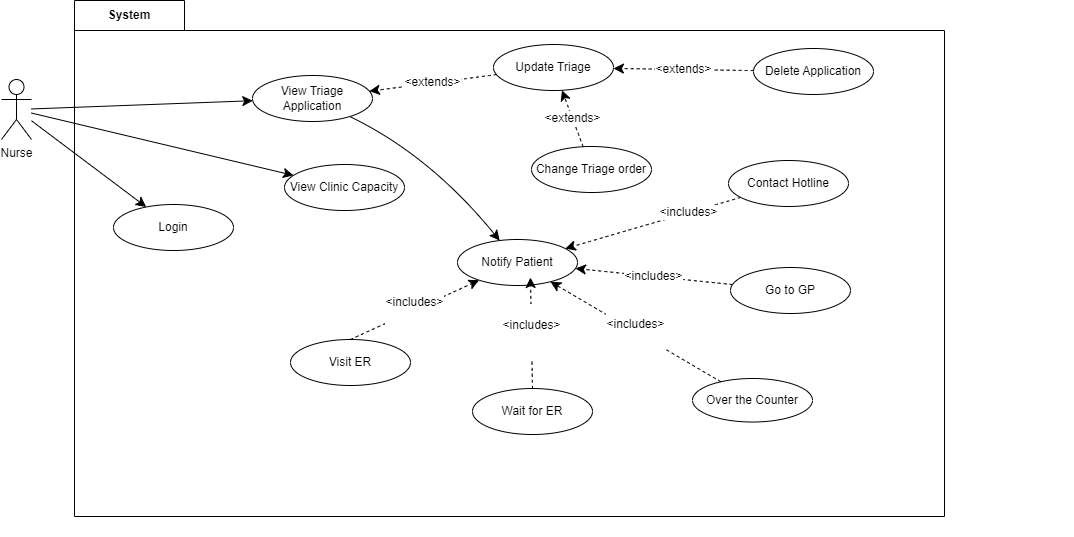 System
Update Triage
<extends>
Delete Application
<extends>
View Triage
Application
<extends>
Nurse
Change Triage order
View Clinic Capacity
Contact Hotline
<includes>
Login
Notify Patient
<includes>
Go to GP
<includes>
<includes>
<includes>
Visit ER
Wait for ER
Over the Counter